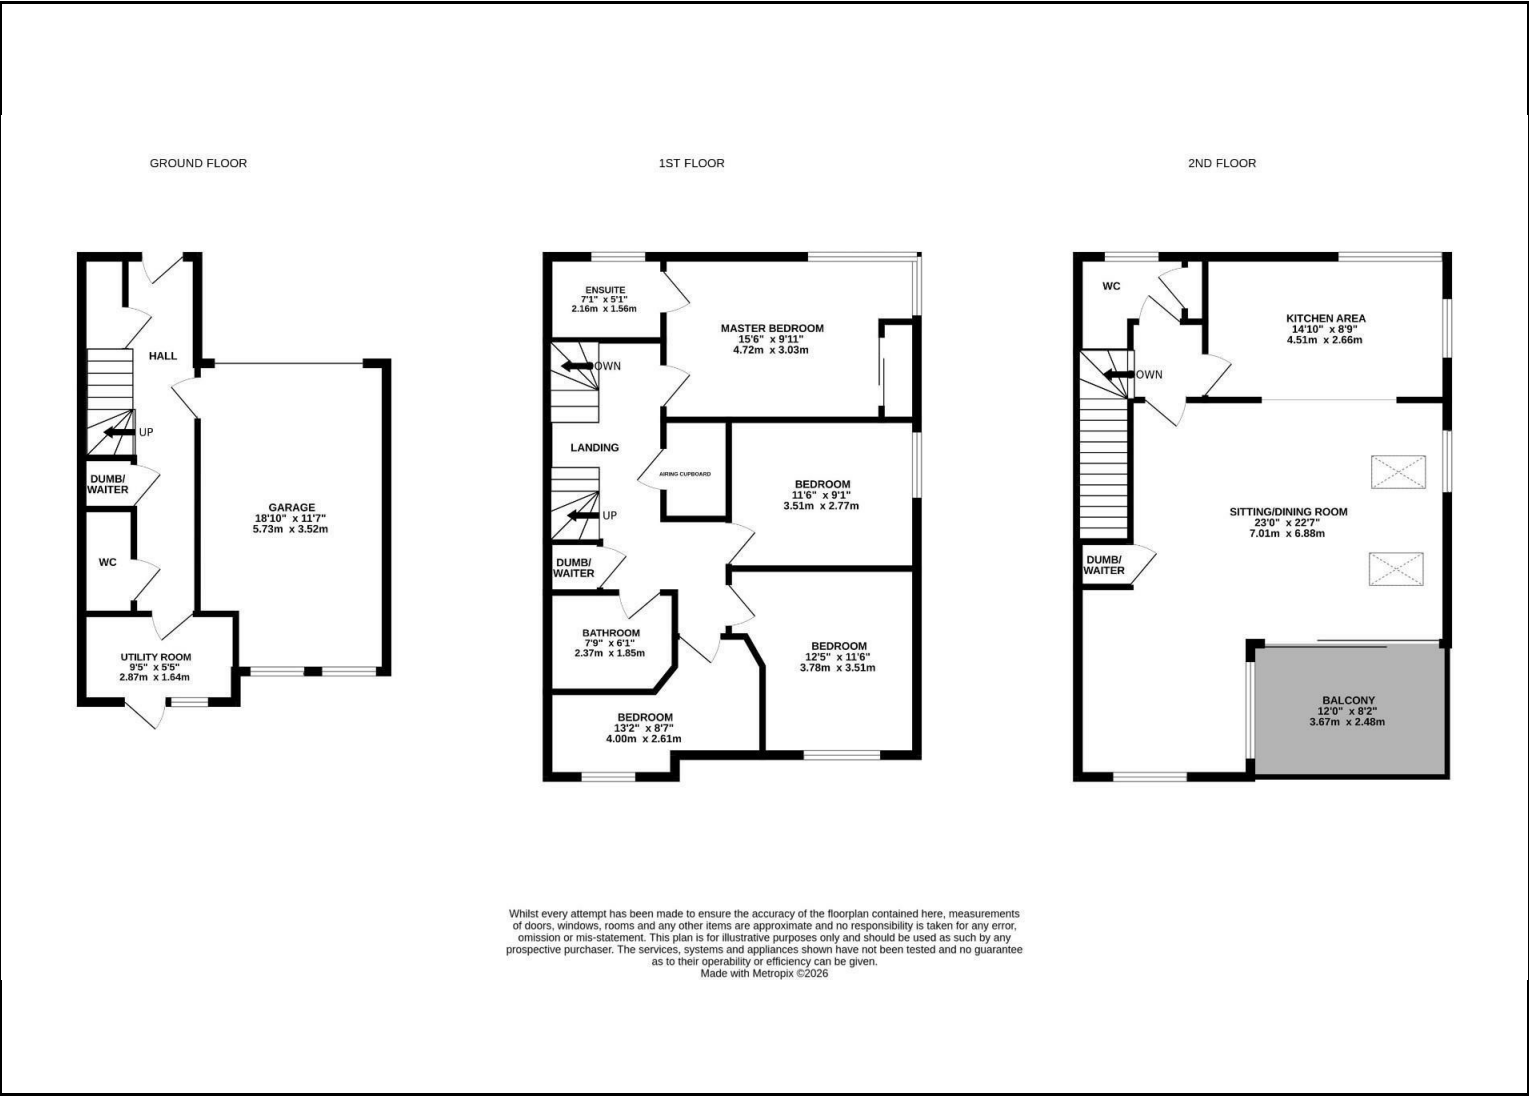 GROUND FLOOR
1ST FLOOR
2ND FLOOR
HALL
UP
DUMB/
WAITER
WC
GARAGE
18'10" x 11'7"
5.73m x 3.52m
UTILITY ROOM
9'5" x 5'5"
2.87m x 1.64m
ENSUITE
7'1" x 5'1"
2.16m x 1.56m
MASTER BEDROOM
15'6" x 9'11"
4.72m x 3.03m
OWN
LANDING
AIRING CUPBOARD
BEDROOM
11'6" x 9'1"
3.51m x 2.77m
UP
DUMB/
WAITER
BATHROOM
7'9" x 6'1"
2.37m x 1.85m
BEDROOM
12'5" x 11'6"
3.78m x 3.51m
BEDROOM
13'2" x 8'7"
4.00m x 2.61m
WC
KITCHEN AREA
14'10" x 8'9"
4.51m x 2.66m
OWN
SITTING/DINING ROOM
23'0" x 22'7"
7.01m x 6.88m
DUMB/
WAITER
BALCONY
12'0" x 8'2"
3.67m x 2.48m
Whilst every attempt has been made to ensure the accuracy of the floorplan contained here, measurements
of doors, windows, rooms and any other items are approximate and no responsibility is taken for any error,
omission or mis-statement. This plan is for illustrative purposes only and should be used as such by any
prospective purchaser. The services, systems and appliances shown have not been tested and no guarantee
as to their operability or efficiency can be given.
Made with Metropix ©2026